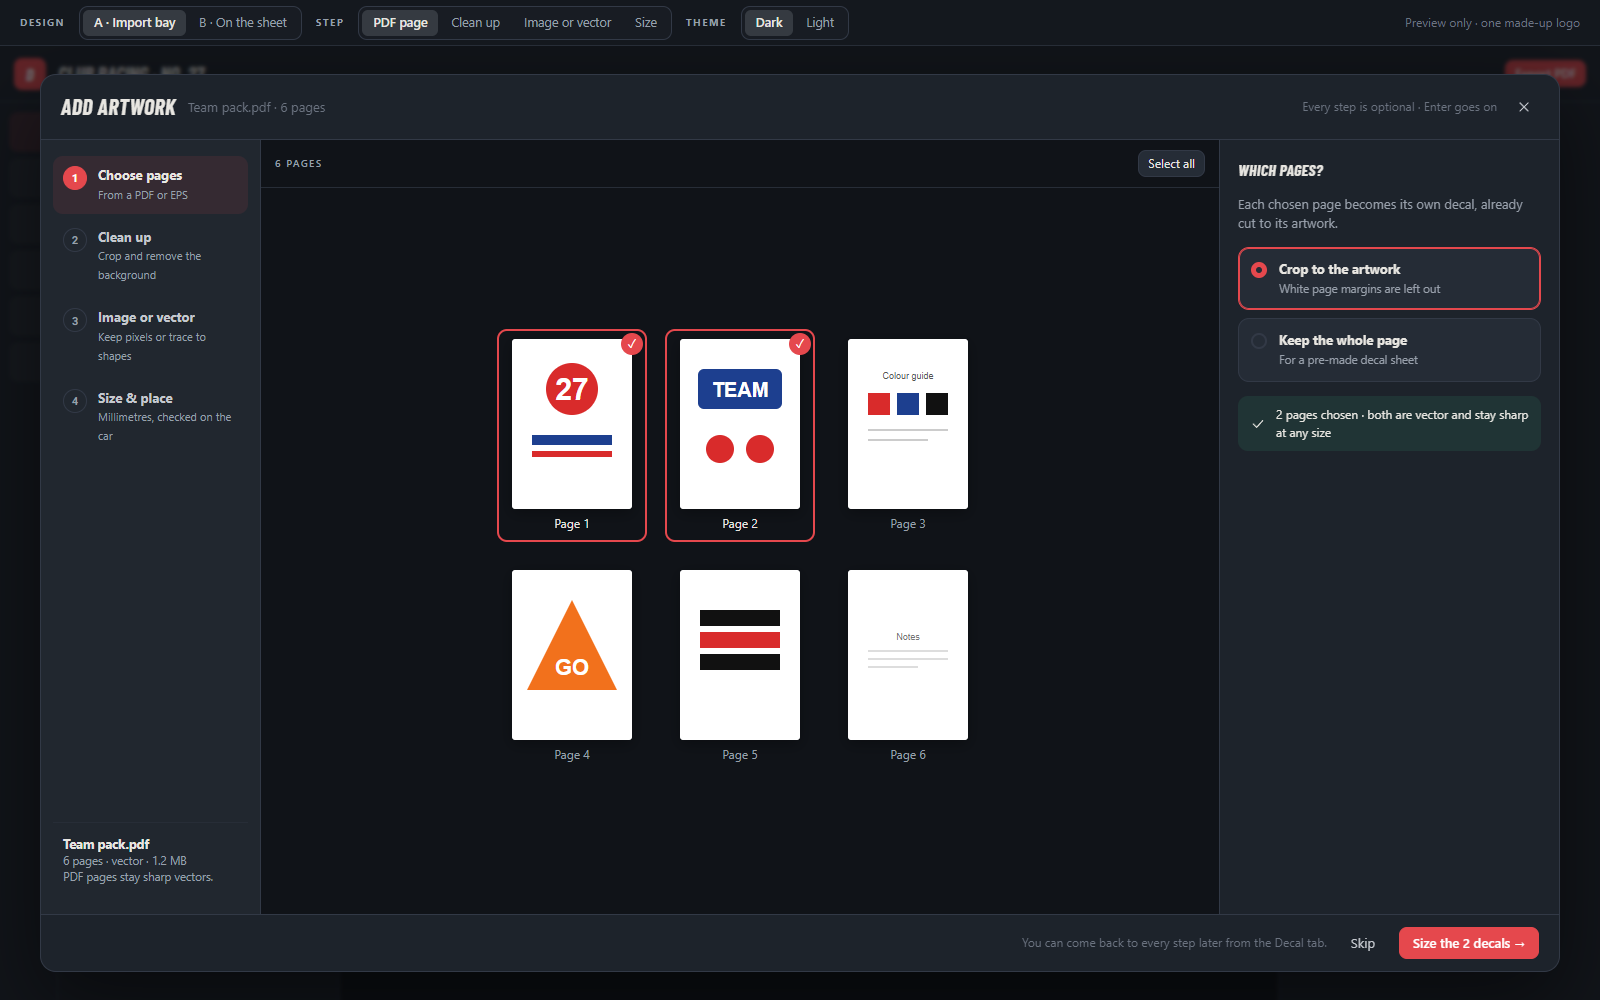 DESIGN A · Import bay B · On the sheet STEP PDF page Clean up Image or vector Size THEME Dark Light Preview only · one made-up logo
ADD ARTWORK Team pack.pdf · 6 pages Every step is optional · Enter goes on
1 Choose pages
From a PDF or EPS
2 Clean up
Crop and remove the
background
3 Image or vector
Keep pixels or trace to
shapes
4 Size & place
Millimetres, checked on the
car
Team pack.pdf
6 pages · vector · 1.2 MB
PDF pages stay sharp vectors.
6 PAGES Select all
27
Page 1
TEAM
Page 2
Colour guide
Page 3
GO
Page 4
Page 5
Notes
Page 6
WHICH PAGES?
Each chosen page becomes its own decal, already
cut to its artwork.
Crop to the artwork
White page margins are left out
Keep the whole page
For a pre-made decal sheet
2 pages chosen · both are vector and stay sharp
at any size
You can come back to every step later from the Decal tab. Skip Size the 2 decals →